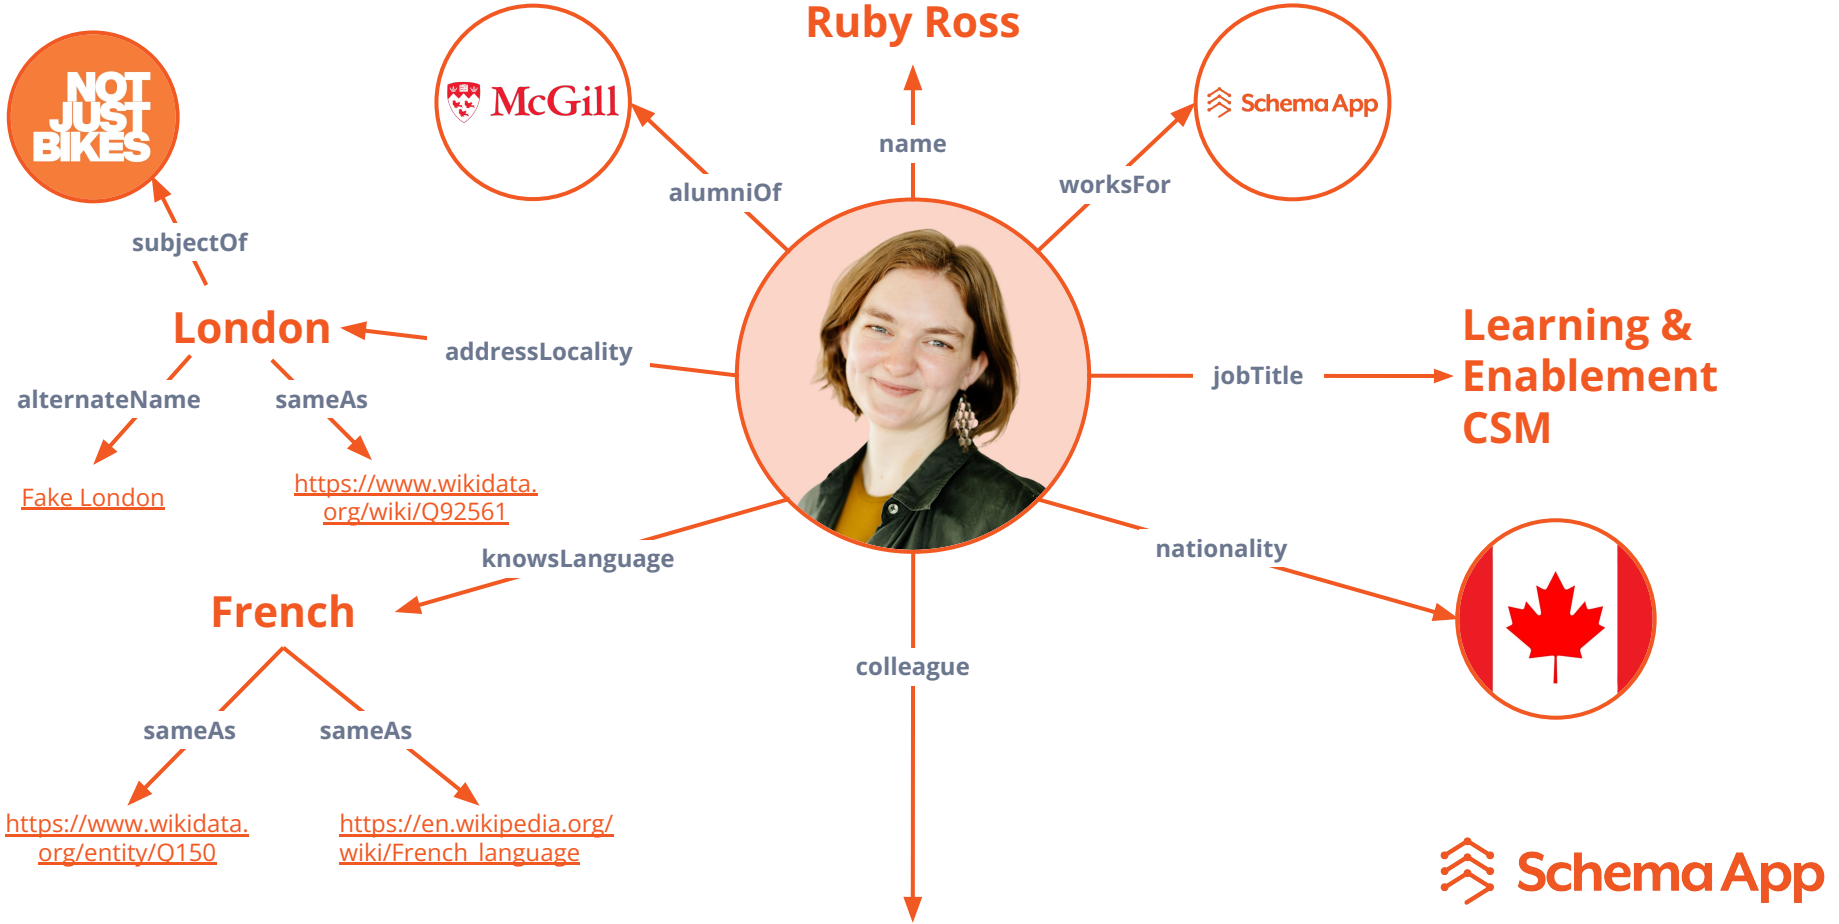 Ruby Ross
NOT
JUST
BIKES
McGill
Schema App
name
alumniOf
worksFor
subjectOf
London
addressLocality
jobTitle
Learning &
Enablement
CSM
alternateName
sameAs
Fake London
https://www.wikidata.
org/wiki/Q92561
knowsLanguage
nationality
French
colleague
sameAs
sameAs
https://www.wikidata.
org/entity/Q150
https://en.wikipedia.org/
wiki/French_language
Schema App